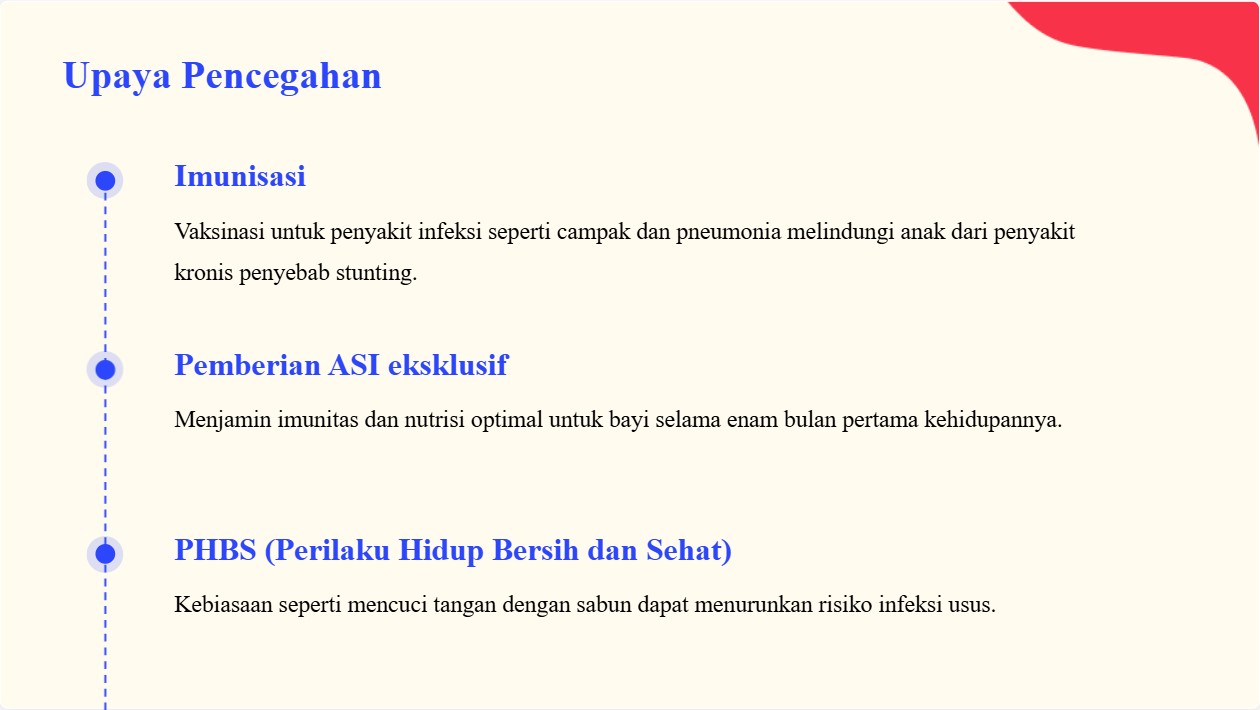 Upaya Pencegahan
Imunisasi
Vaksinasi untuk penyakit infeksi seperti campak dan pneumonia melindungi anak dari penyakit
kronis penyebab stunting.
Pemberian ASI eksklusif
Menjamin imunitas dan nutrisi optimal untuk bayi selama enam bulan pertama kehidupannya.
PHBS (Perilaku Hidup Bersih dan Sehat)
Kebiasaan seperti mencuci tangan dengan sabun dapat menurunkan risiko infeksi usus.